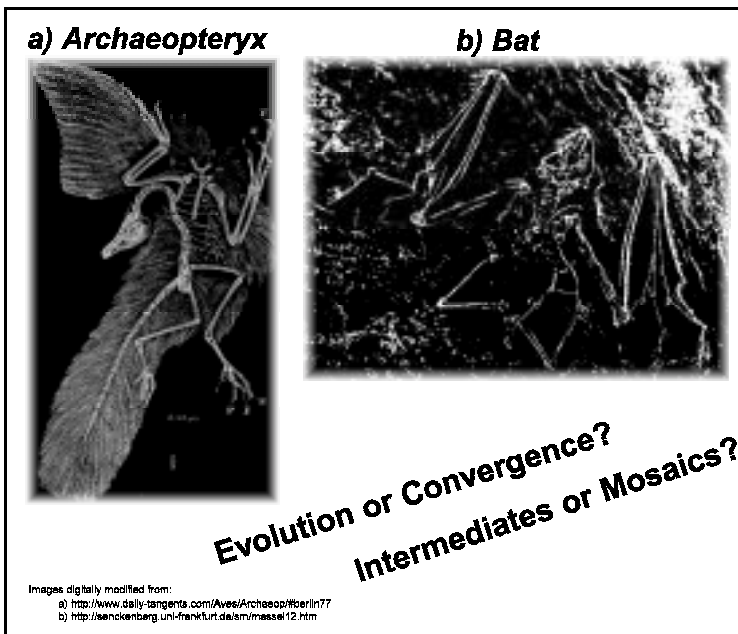 a) Archaeopteryx
b) Bat
Evolution or Convergence?
Intermediates or Mosaics?
Images digitally modified from:
a) http://www.daily-tangents.com/Aves/Archaeop/#berlin77
b) http://senckenberg.uni-frankfurt.de/sm/messel12.htm